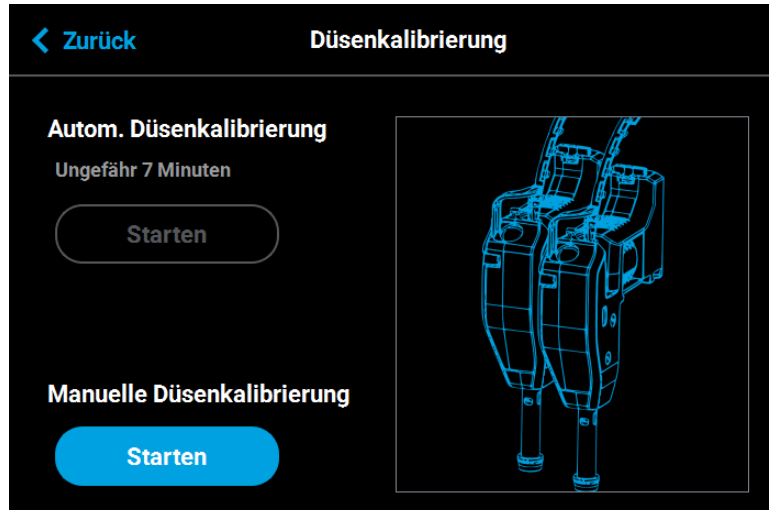 Zurück
Düsenkalibrierung
Autom. Düsenkalibrierung
Ungefähr 7 Minuten
Starten
Manuelle Düsenkalibrierung
Starten